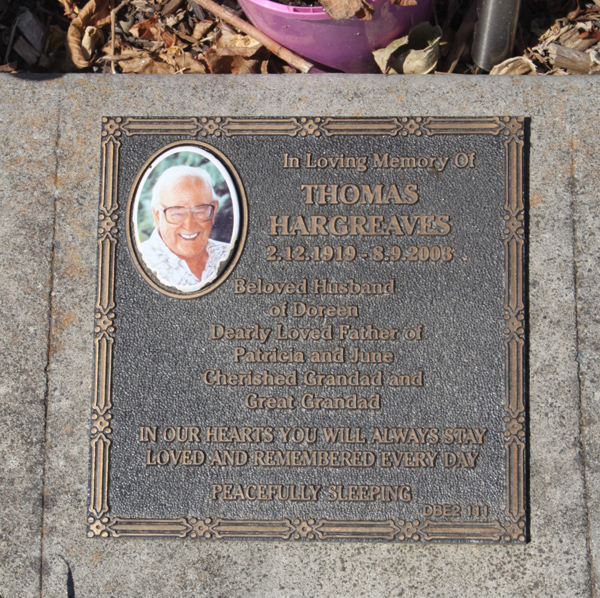 In Loving Memory Of
THOMAS
HARGREAVES
2.12.1919 - 8.9.2003
Beloved Husband
of Doreen
Dearly Loved Father of
Patricia and June
Cherished Grandad and
Great Grandad
IN OUR HEARTS YOU WILL ALWAYS STAY
LOVED AND REMEMBERED EVERY DAY
PEACEFULLY SLEEPING
DBE2 111